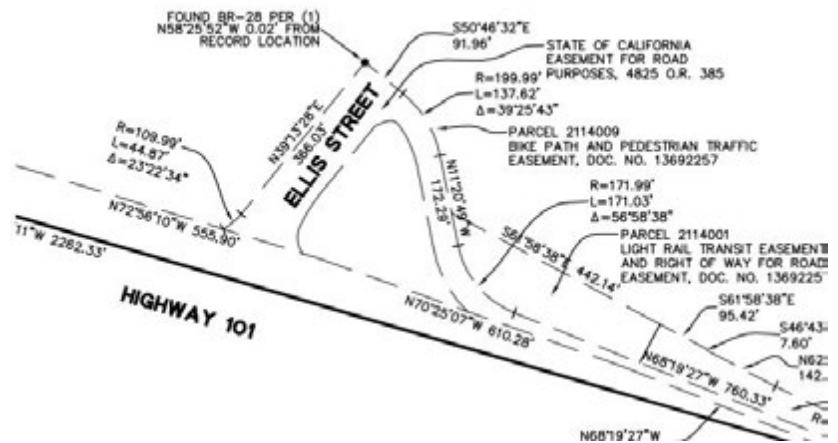 FOUND BR-28 PER (1)
N58°25'52"W 0.02' FROM
RECORD LOCATION
S50°46'32"E
91.96'
STATE OF CALIFORNIA
EASEMENT FOR ROAD
PURPOSES, 4825 O.R. 385
R=199.99'
L=137.62'
Δ=39°25'43"
PARCEL 2114009
BIKE PATH AND PEDESTRIAN TRAFFIC
EASEMENT, DOC. NO. 13692257
R=109.99'
L=44.87'
Δ=23°22'34"
N39°13'28"E
366.03'
ELLIS STREET
N11°20'49"W
172.29'
R=171.99'
L=171.03'
Δ=56°58'38"
PARCEL 2114001
LIGHT RAIL TRANSIT EASEMENT
AND RIGHT OF WAY FOR ROAD
EASEMENT, DOC. NO. 1369225
N72°56'10"W 555.90'
S61°58'38"E 442.14'
11"W 2262.33'
HIGHWAY 101
N70°25'07"W 610.28'
S61°58'38"E
95.42'
S46°43
7.60'
N62
142.
N68°19'27"W 760.33'
R=
N68°19'27"W